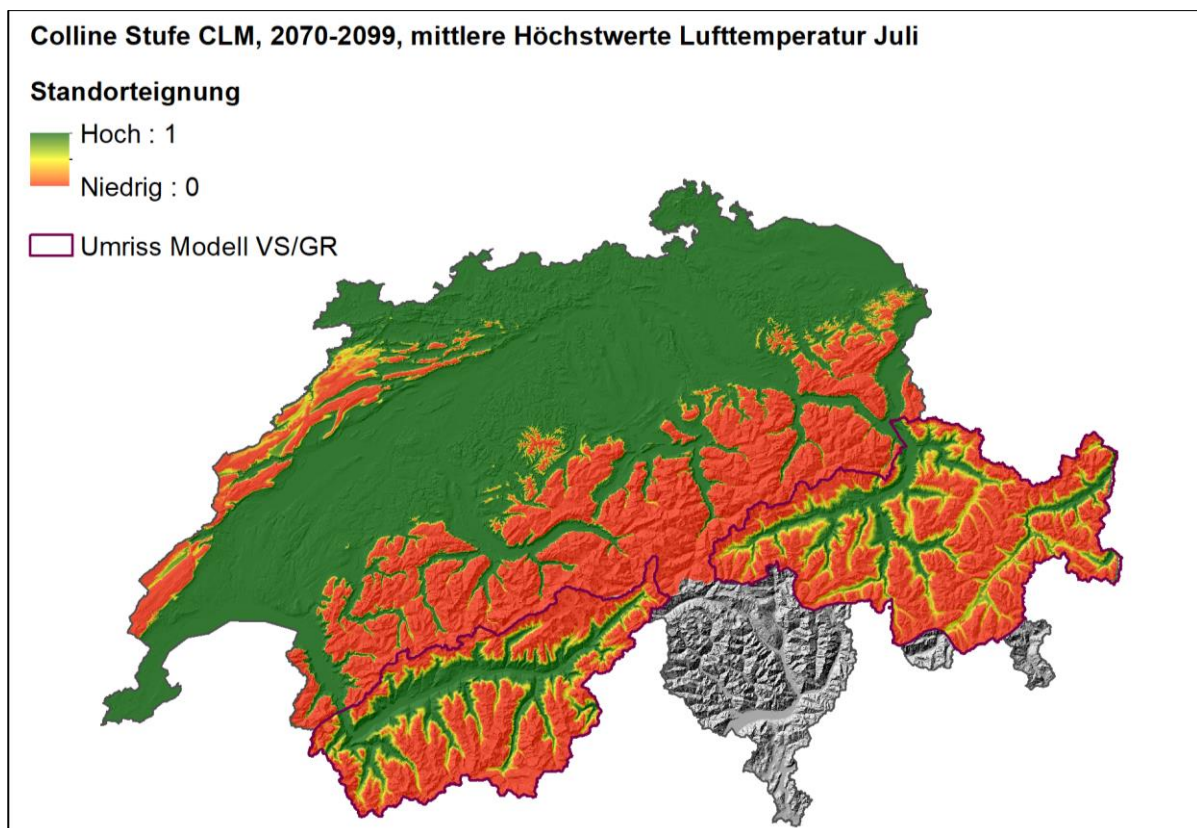 Colline Stufe CLM, 2070-2099, mittlere Höchstwerte Lufttemperatur Juli
Standorteignung
Hoch : 1
Niedrig : 0
Umriss Modell VS/GR